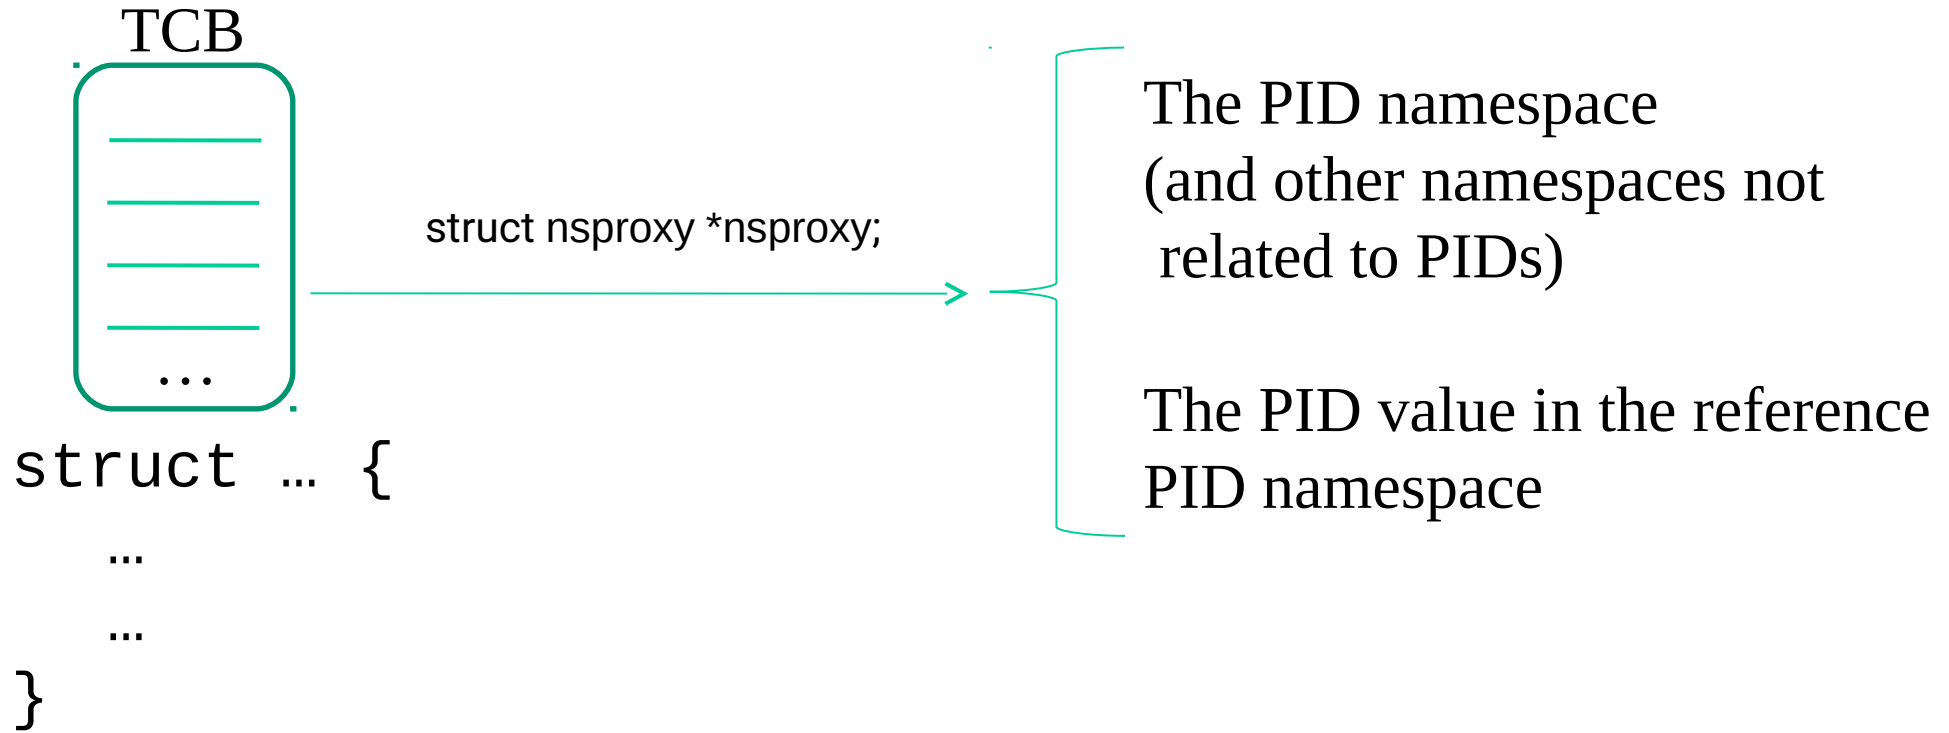 TCB
…
struct … {
…
…
}
struct nsproxy *nsproxy;
The PID namespace
(and other namespaces not
related to PIDs)
The PID value in the reference
PID namespace